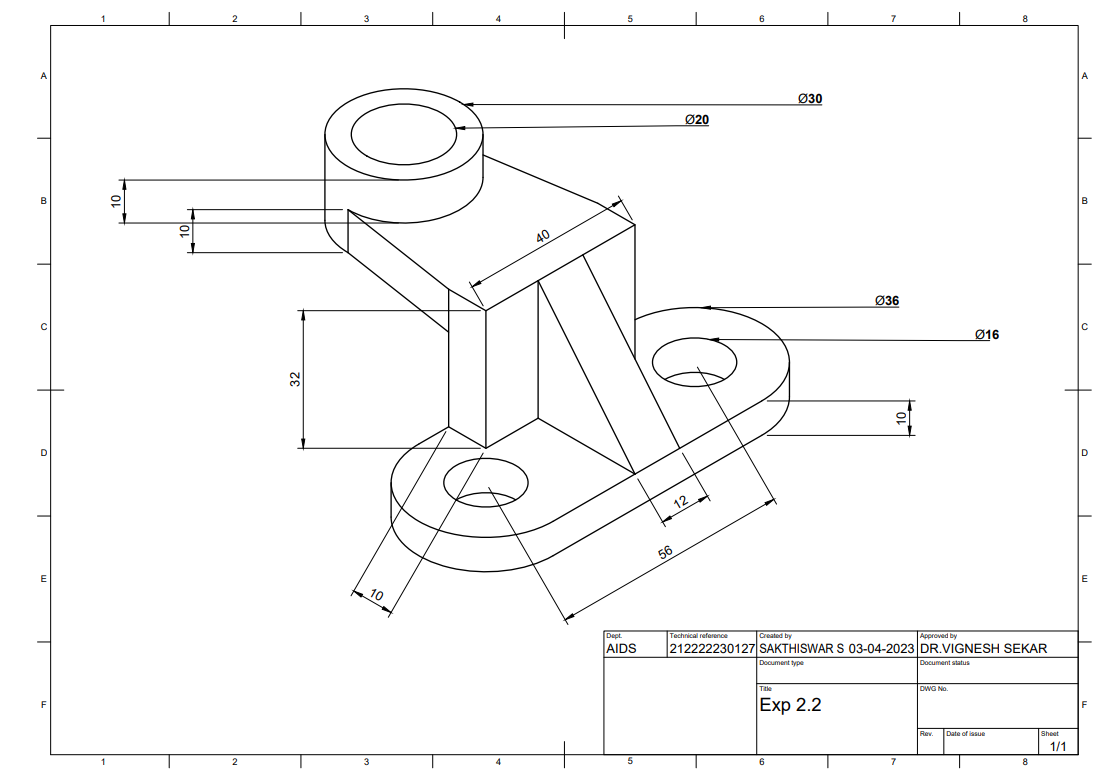 1 2 3 4 5 6 7 8
A A
Ø30
Ø20
B B
10
10
40
Ø36
C C
Ø16
32
10
D D
12
56
E E
10
Dept. Technical reference Created by Approved by
AIDS 212222230127 SAKTHISWAR S 03-04-2023 DR.VIGNESH SEKAR
Document type Document status
Title DWG No.
Exp 2.2
F F
Rev. Date of issue Sheet
1/1
1 2 3 4 5 6 7 8